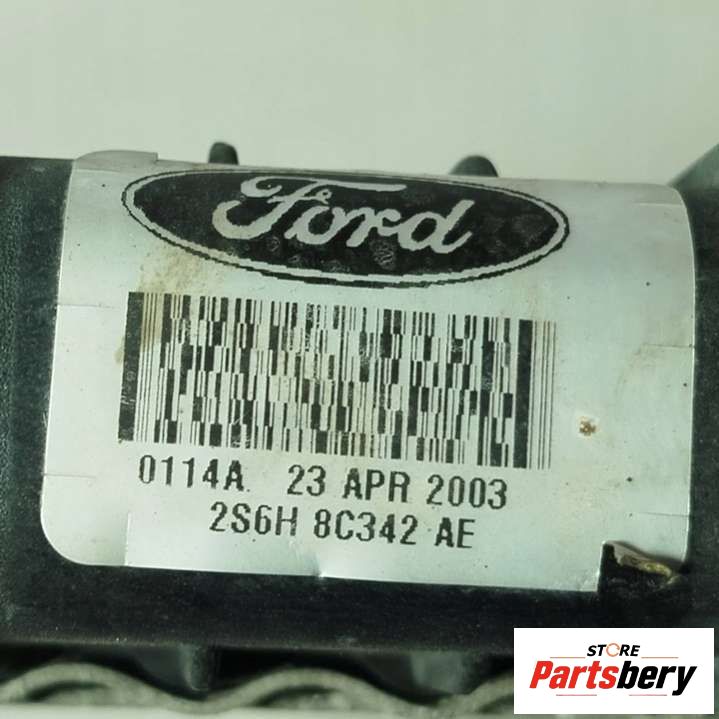 Ford
0114A. 23 APR 2003
2S6H 8C342 AE
STORE
Partsbery